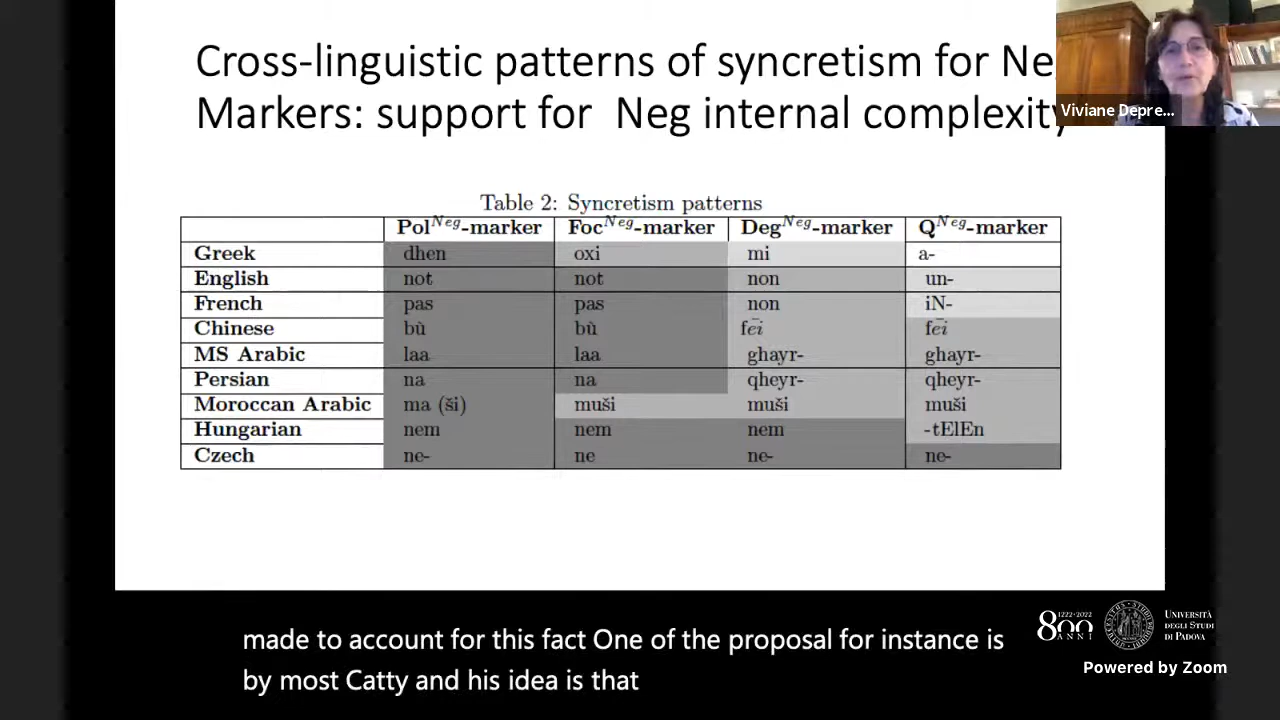 Cross-linguistic patterns of syncretism for Ne
Markers: support for Neg internal complexity
Viviane Depre...
Table 2: Syncretism patterns
Pol^Neg-marker Foc^Neg-marker Deg^Neg-marker Q^Neg-marker
Greek dhen oxi mi a-
English not not non un-
French pas pas non iN-
Chinese bù bù fēi fēi
MS Arabic laa laa ghayr- ghayr-
Persian na na qheyr- qheyr-
Moroccan Arabic ma (ši) muši muši muši
Hungarian nem nem nem -tElEn
Czech ne- ne ne- ne-
made to account for this fact One of the proposal for instance is
by most Catty and his idea is that
1222·2022
800
ANNI
UNIVERSITÀ
DEGLI STUDI
DI PADOVA
Powered by Zoom